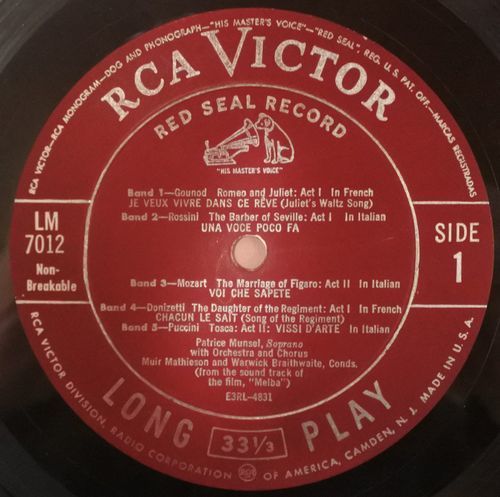 RCA VICTOR—RCA MONOGRAM—DOG AND PHONOGRAPH—"HIS MASTER'S VOICE"—"RED SEAL", REG. U.S. PAT. OFF.—MARCAS REGISTRADAS
RCA VICTOR
RED SEAL RECORD
"HIS MASTER'S VOICE"
Band 1—Gounod Romeo and Juliet: Act I In French
JE VEUX VIVRE DANS CE RÊVE (Juliet's Waltz Song)
Band 2—Rossini The Barber of Seville: Act I In Italian
UNA VOCE POCO FA
LM
7012
Non-
Breakable
SIDE
1
Band 3—Mozart The Marriage of Figaro: Act II In Italian
VOI CHE SAPETE
Band 4—Donizetti The Daughter of the Regiment: Act I In French
CHACUN LE SAIT (Song of the Regiment)
Band 5—Puccini Tosca: Act II: VISSI D'ARTE In Italian
Patrice Munsel, Soprano
with Orchestra and Chorus
Muir Mathieson and Warwick Braithwaite, Conds.
(from the sound track of
the film, "Melba")
E3RL-4831
LONG 33⅓ PLAY
RCA VICTOR DIVISION, RADIO CORPORATION RCA OF AMERICA, CAMDEN, N. J. MADE IN U.S.A.